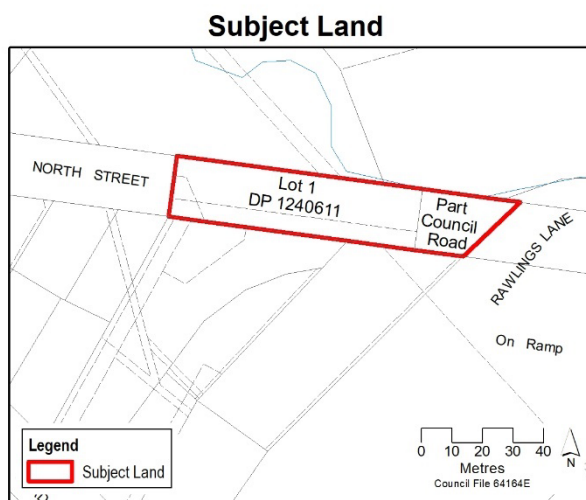 Subject Land
NORTH STREET
Lot 1
DP 1240611
Part
Council
Road
RAWLINGS LANE
On Ramp
Legend
Subject Land
0 10 20 30 40
Metres
Council File 64164E
N